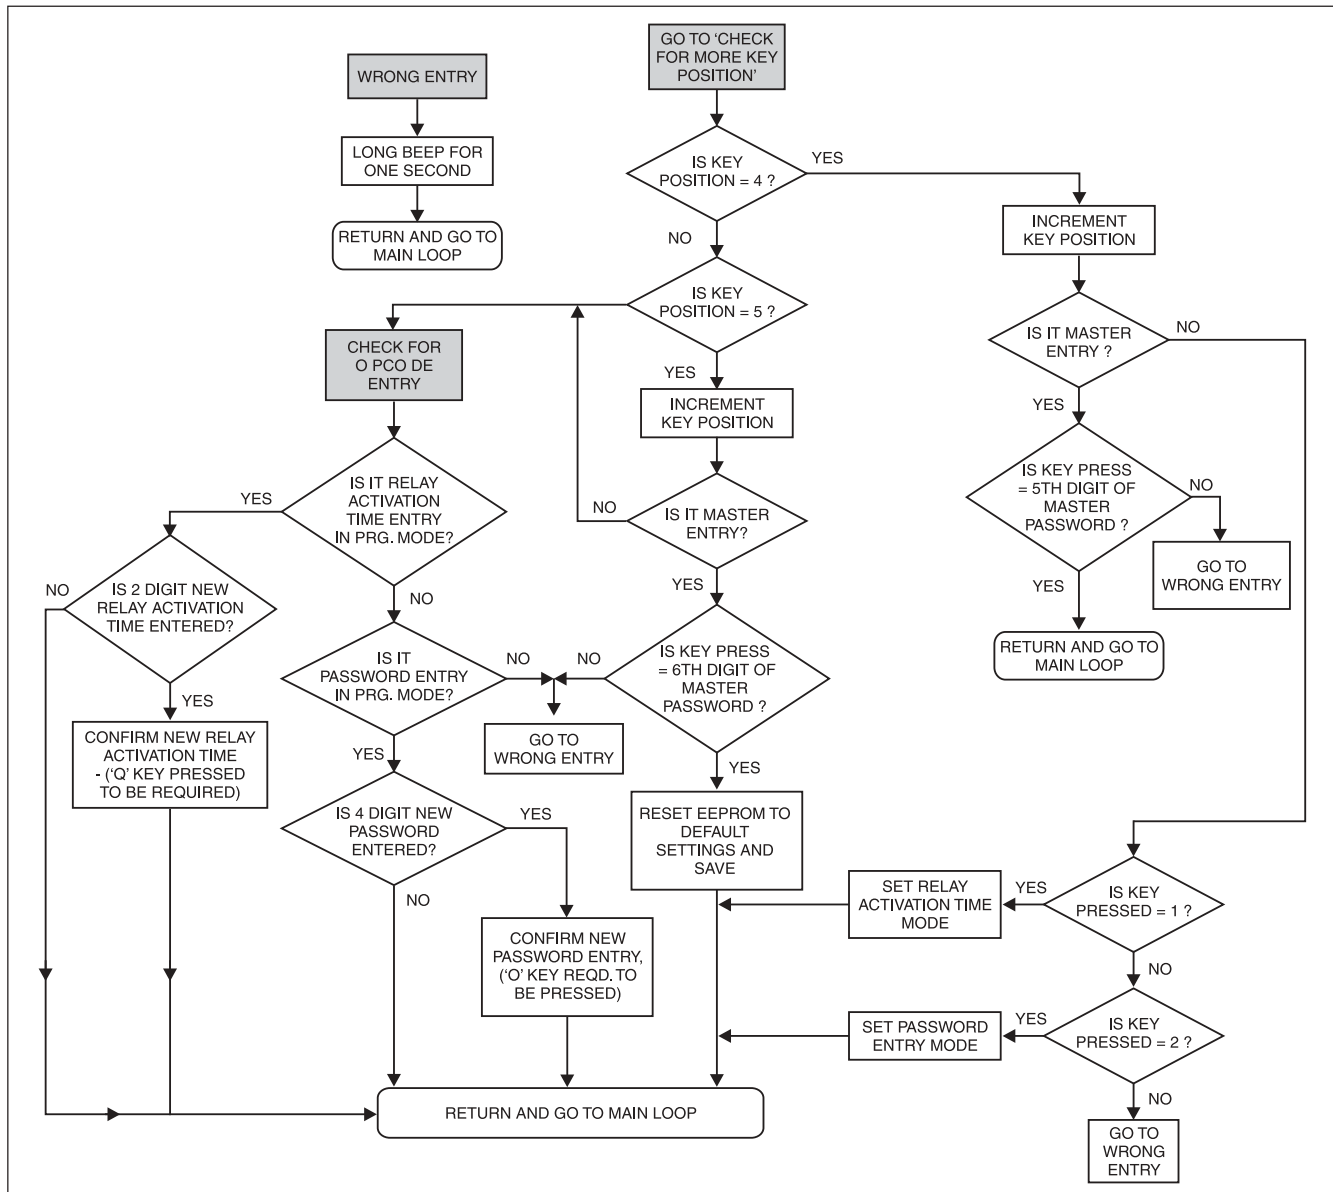 WRONG ENTRY
LONG BEEP FOR
ONE SECOND
RETURN AND GO TO
MAIN LOOP
GO TO ‘CHECK
FOR MORE KEY
POSITION’
IS KEY
POSITION = 4 ?
YES
NO
INCREMENT
KEY POSITION
IS IT MASTER
ENTRY ?
NO
YES
IS KEY PRESS
= 5TH DIGIT OF
MASTER
PASSWORD ?
NO
GO TO
WRONG ENTRY
YES
RETURN AND GO TO
MAIN LOOP
IS KEY
POSITION = 5 ?
YES
INCREMENT
KEY POSITION
IS IT MASTER
ENTRY?
NO
YES
IS KEY PRESS
= 6TH DIGIT OF
MASTER
PASSWORD ?
NO
YES
RESET EEPROM TO
DEFAULT
SETTINGS AND
SAVE
CHECK FOR
O PCO DE
ENTRY
IS IT RELAY
ACTIVATION
TIME ENTRY
IN PRG. MODE?
YES
NO
IS 2 DIGIT NEW
RELAY ACTIVATION
TIME ENTERED?
NO
YES
CONFIRM NEW RELAY
ACTIVATION TIME
- (‘Q’ KEY PRESSED
TO BE REQUIRED)
IS IT
PASSWORD ENTRY
IN PRG. MODE?
NO
GO TO
WRONG ENTRY
YES
IS 4 DIGIT NEW
PASSWORD
ENTERED?
YES
NO
CONFIRM NEW
PASSWORD ENTRY,
(‘O’ KEY REQD. TO
BE PRESSED)
IS KEY
PRESSED = 1 ?
YES
SET RELAY
ACTIVATION TIME
MODE
NO
IS KEY
PRESSED = 2 ?
YES
SET PASSWORD
ENTRY MODE
NO
GO TO
WRONG
ENTRY
RETURN AND GO TO MAIN LOOP